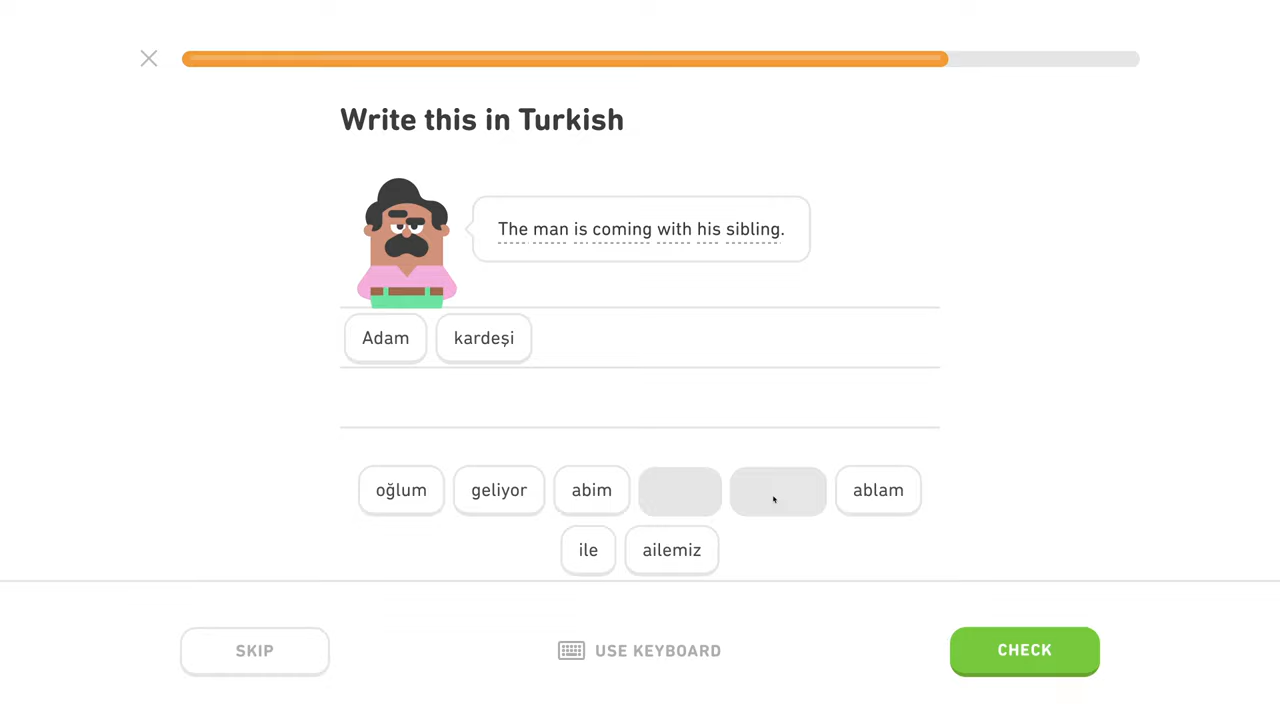 Write this in Turkish
The man is coming with his sibling.
Adam kardeşi
oğlum geliyor abim ablam
ile ailemiz
SKIP USE KEYBOARD CHECK